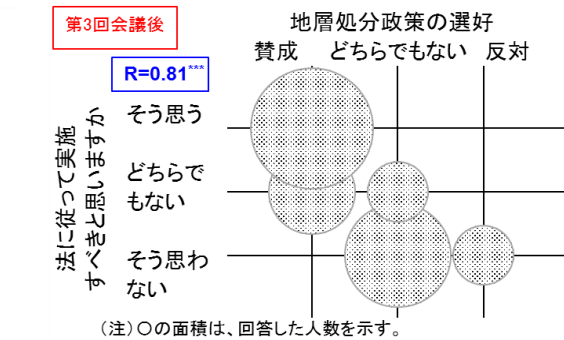 第3回会議後
地層処分政策の選好
賛成 どちらでもない 反対
R=0.81***
法に従って実施
すべきと思いますか
そう思う
どちらで
もない
そう思わ
ない
（注）〇の面積は、回答した人数を示す。